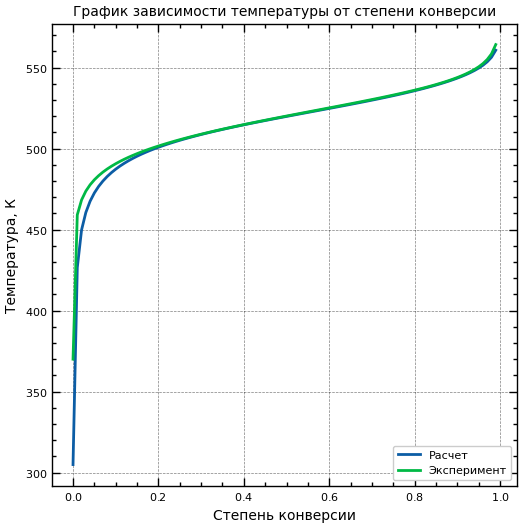 График зависимости температуры от степени конверсии
Температура, К
550
500
450
400
350
300
0.0 0.2 0.4 0.6 0.8 1.0
Степень конверсии
Расчет
Эксперимент